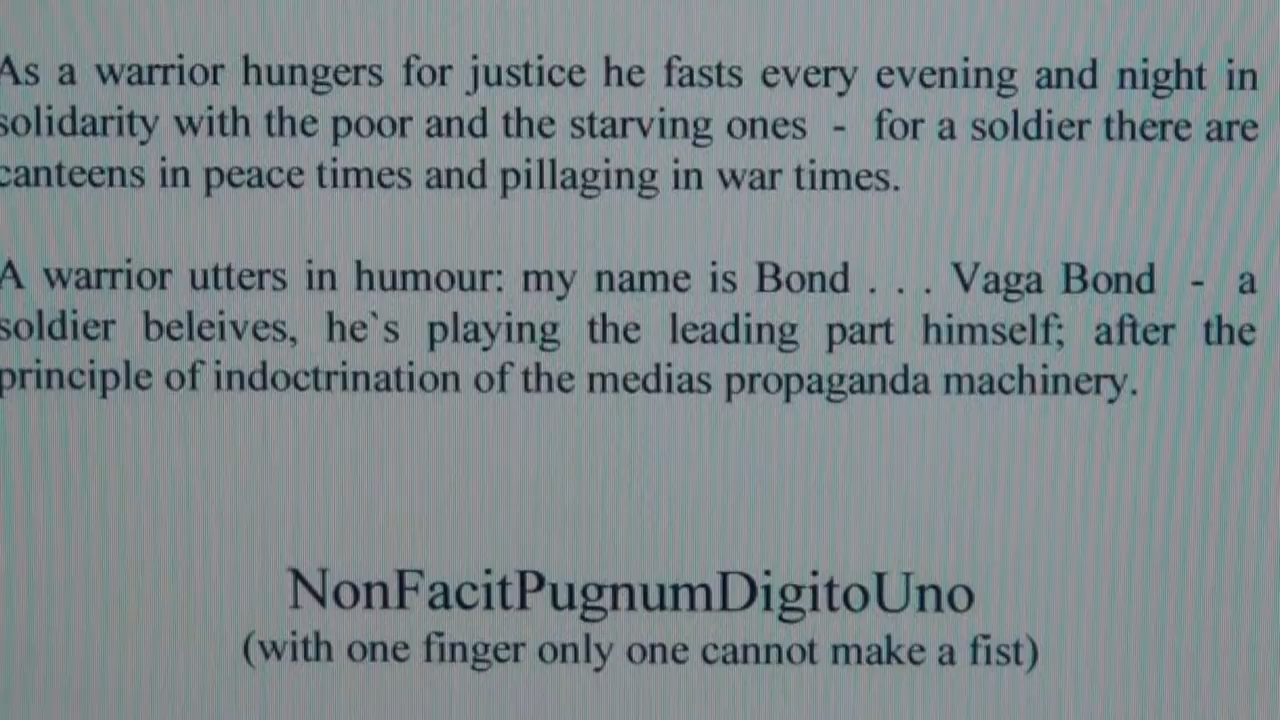 As a warrior hungers for justice he fasts every evening and night in
solidarity with the poor and the starving ones - for a soldier there are
canteens in peace times and pillaging in war times.
A warrior utters in humour: my name is Bond . . . Vaga Bond - a
soldier beleives, he`s playing the leading part himself; after the
principle of indoctrination of the medias propaganda machinery.
NonFacitPugnumDigitoUno
(with one finger only one cannot make a fist)